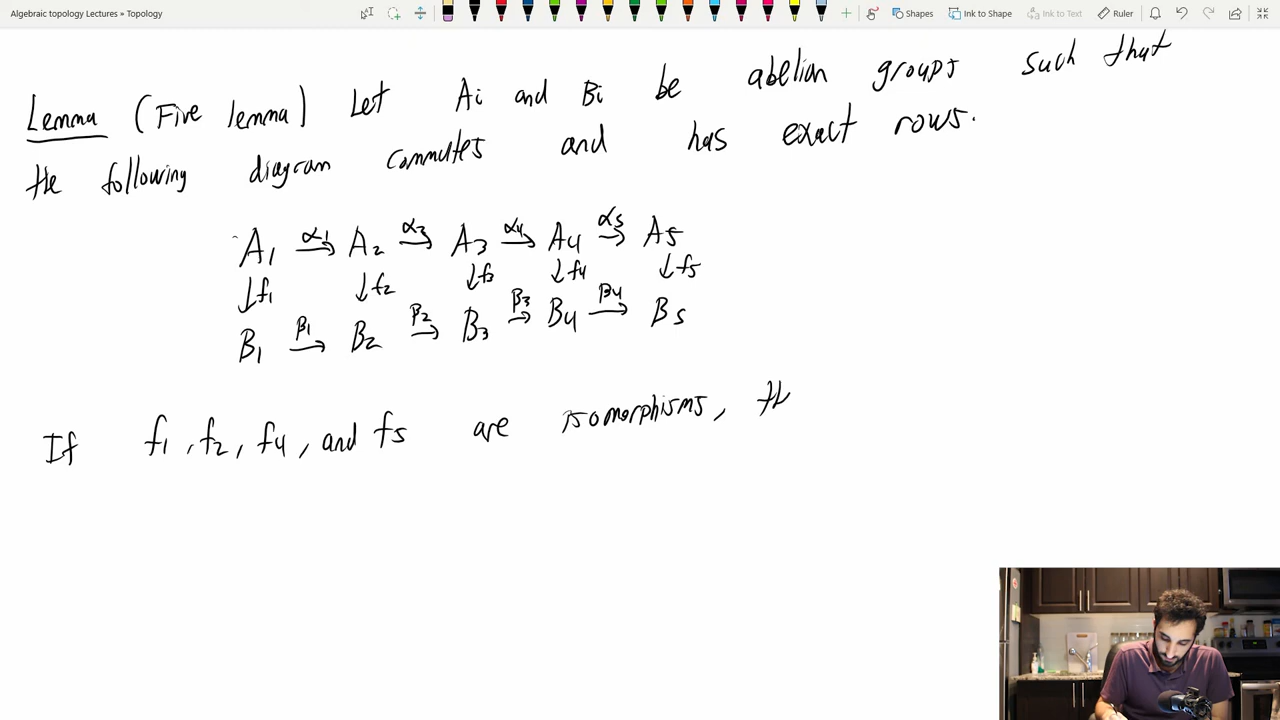 Algebraic topology Lectures » Topology
Shapes Ink to Shape Ink to Text Ruler
Lemma (Five lemma) Let Ai and Bi be abelian groups such that
the following diagram commutes and has exact rows.
α1 α3 α4 α5
A1 → A2 → A3 → A4 → A5
↓f1 ↓f2 ↓f3 ↓f4 ↓f5
β1 β2 β3 β4
B1 → B2 → B3 → B4 → B5
If f1, f2, f4, and f5 are isomorphisms, th